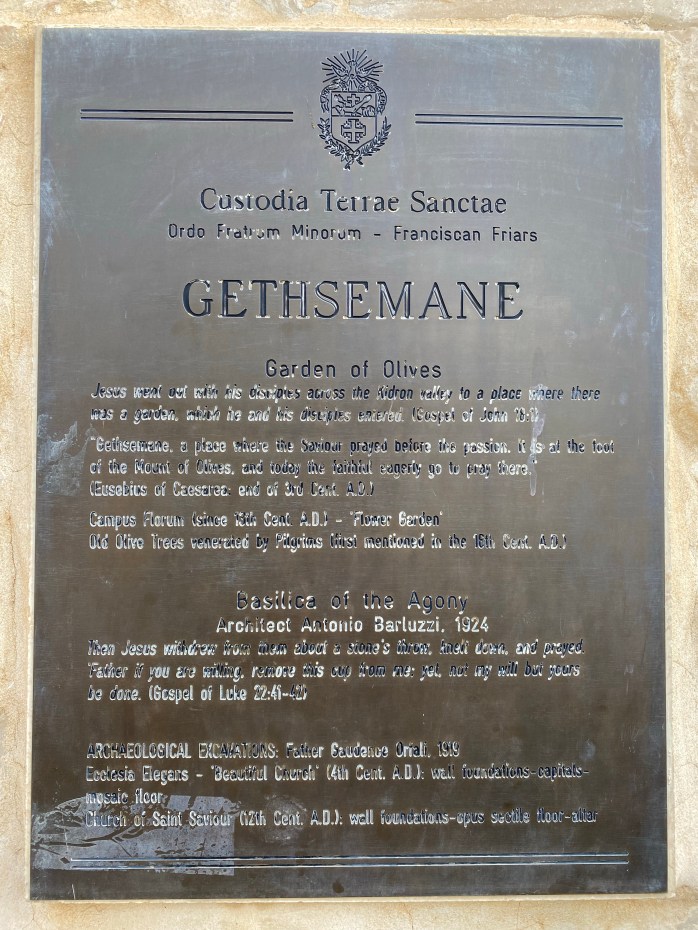 Custodia Terrae Sanctae
Ordo Fratrum Minorum - Franciscan Friars
GETHSEMANE
Garden of Olives
Jesus went out with his disciples across the Kidron valley to a place where there
was a garden, which he and his disciples entered. (Gospel of John 18:1)
"Gethsemane, a place where the Saviour prayed before the passion. It is at the foot
of the Mount of Olives, and today the faithful eagerly go to pray there."
(Eusebius of Caesarea: end of 3rd Cent. A.D.)
Campus Florum (since 13th Cent. A.D.) - "Flower Garden"
Old Olive Trees venerated by Pilgrims (first mentioned in the 16th Cent. A.D.)
Basilica of the Agony
Architect Antonio Barluzzi, 1924
Then Jesus withdrew from them about a stone's throw, knelt down, and prayed.
"Father if you are willing, remove this cup from me; yet, not my will but yours
be done. (Gospel of Luke 22:41-42)
ARCHAEOLOGICAL EXCAVATIONS: Father Gaudence Orfali, 1919
Ecclesia Elegans - "Beautiful Church" (4th Cent. A.D.): wall foundations-capitals-
mosaic floor
Church of Saint Saviour (12th Cent. A.D.): wall foundations-opus sectile floor-altar